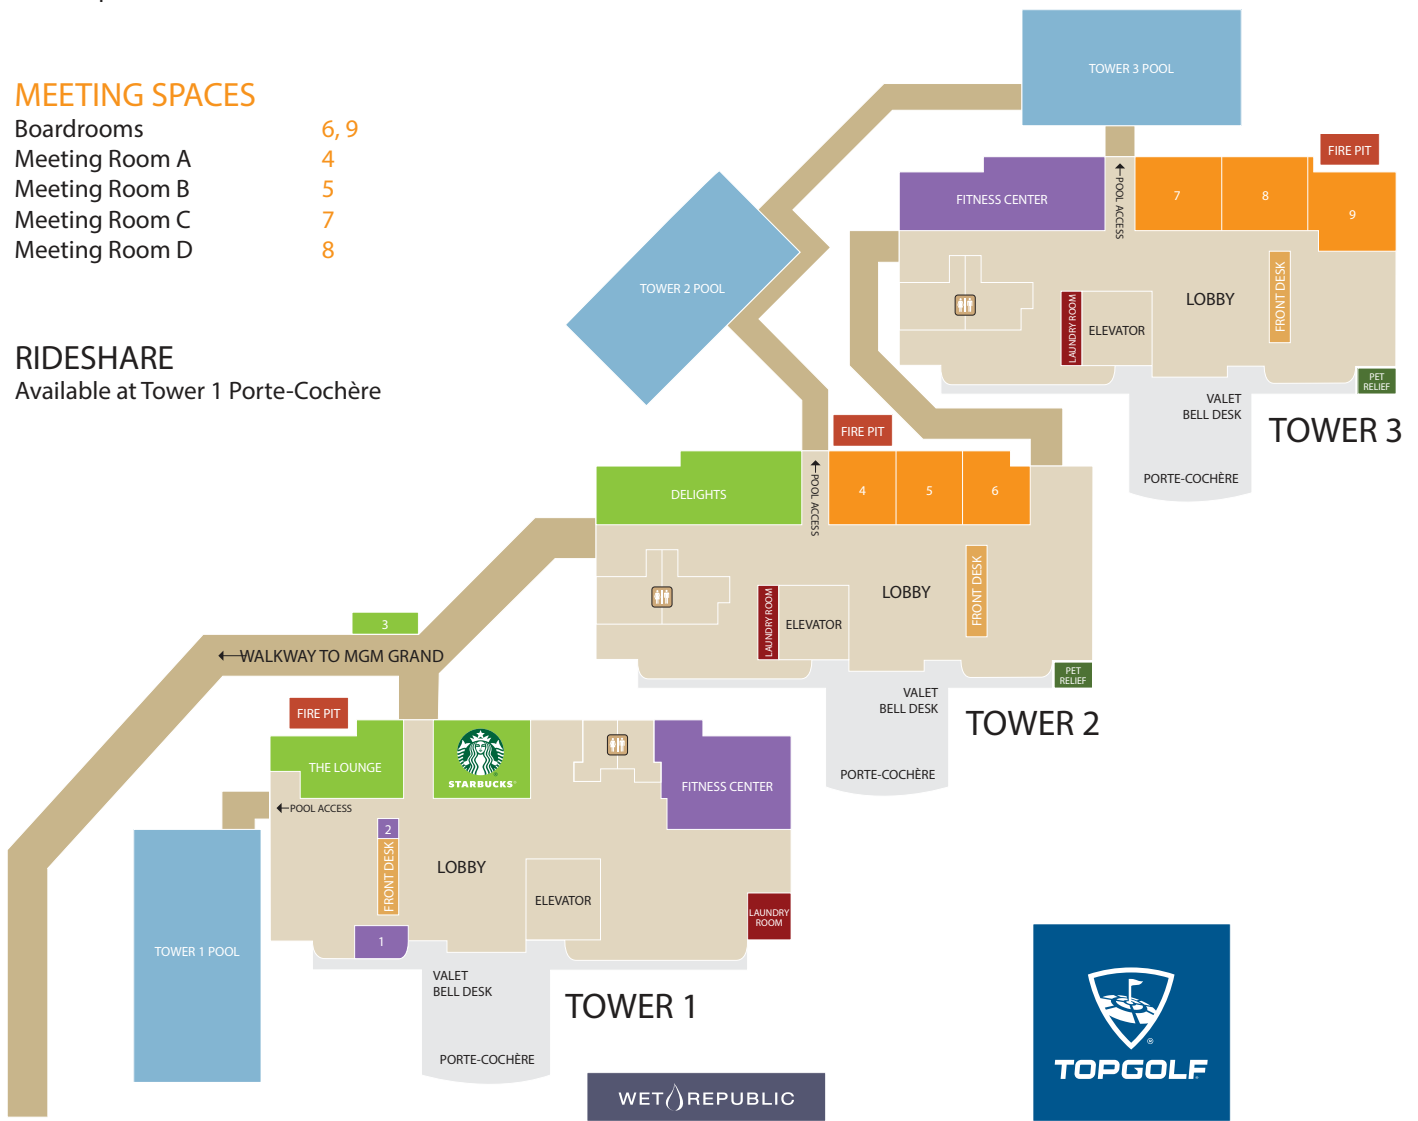 MEETING SPACES
Boardrooms 6, 9
Meeting Room A 4
Meeting Room B 5
Meeting Room C 7
Meeting Room D 8
RIDESHARE
Available at Tower 1 Porte-Cochère
TOWER 3 POOL
FIRE PIT
FITNESS CENTER
POOL ACCESS
7
8
9
TOWER 2 POOL
LOBBY
FRONT DESK
LAUNDRY ROOM
ELEVATOR
PET
RELIEF
VALET
BELL DESK
TOWER 3
PORTE-COCHÈRE
FIRE PIT
DELIGHTS
POOL ACCESS
4
5
6
LOBBY
FRONT DESK
LAUNDRY ROOM
ELEVATOR
PET
RELIEF
VALET
BELL DESK
TOWER 2
PORTE-COCHÈRE
3
WALKWAY TO MGM GRAND
FIRE PIT
THE LOUNGE
STARBUCKS®
FITNESS CENTER
POOL ACCESS
2
FRONT DESK
LOBBY
ELEVATOR
LAUNDRY
ROOM
1
TOWER 1 POOL
VALET
BELL DESK
TOWER 1
PORTE-COCHÈRE
WET REPUBLIC
TOPGOLF®